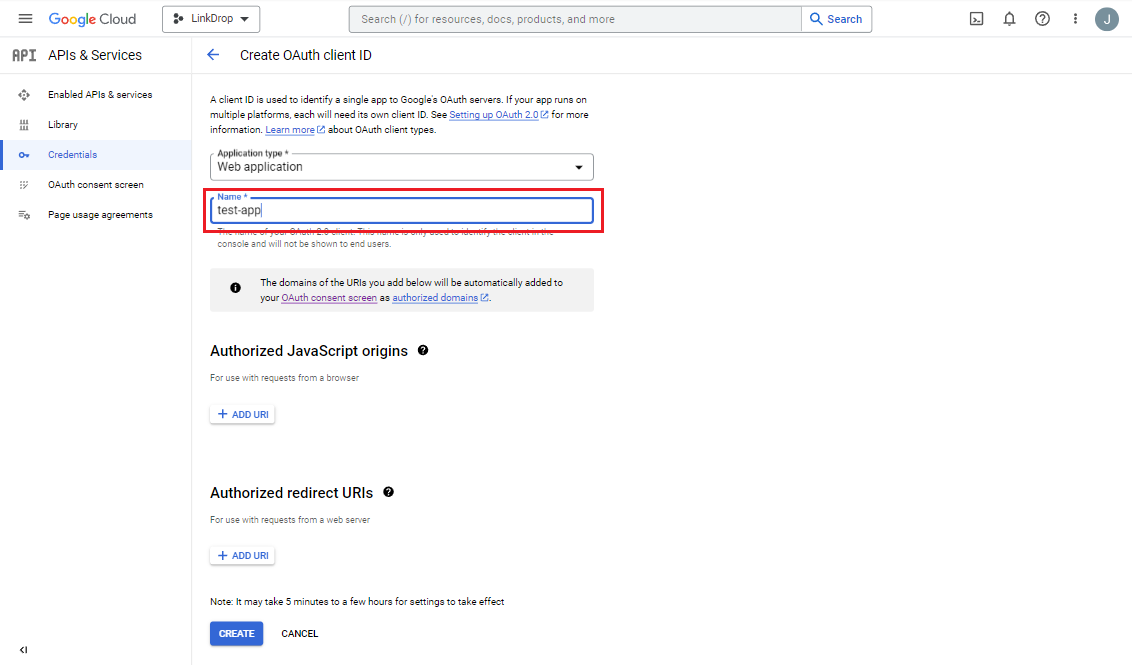 Google Cloud
LinkDrop
Search (/) for resources, docs, products, and more
Search
J
API
APIs & Services
Create OAuth client ID
Enabled APIs & services
Library
Credentials
OAuth consent screen
Page usage agreements
A client ID is used to identify a single app to Google's OAuth servers. If your app runs on
multiple platforms, each will need its own client ID. See Setting up OAuth 2.0 for more
information. Learn more about OAuth client types.
Application type *
Web application
Name *
test-app
The name of your OAuth 2.0 client. This name is only used to identify the client in the
console and will not be shown to end users.
The domains of the URIs you add below will be automatically added to
your OAuth consent screen as authorized domains.
Authorized JavaScript origins
For use with requests from a browser
+ ADD URI
Authorized redirect URIs
For use with requests from a web server
+ ADD URI
Note: It may take 5 minutes to a few hours for settings to take effect
CREATE
CANCEL